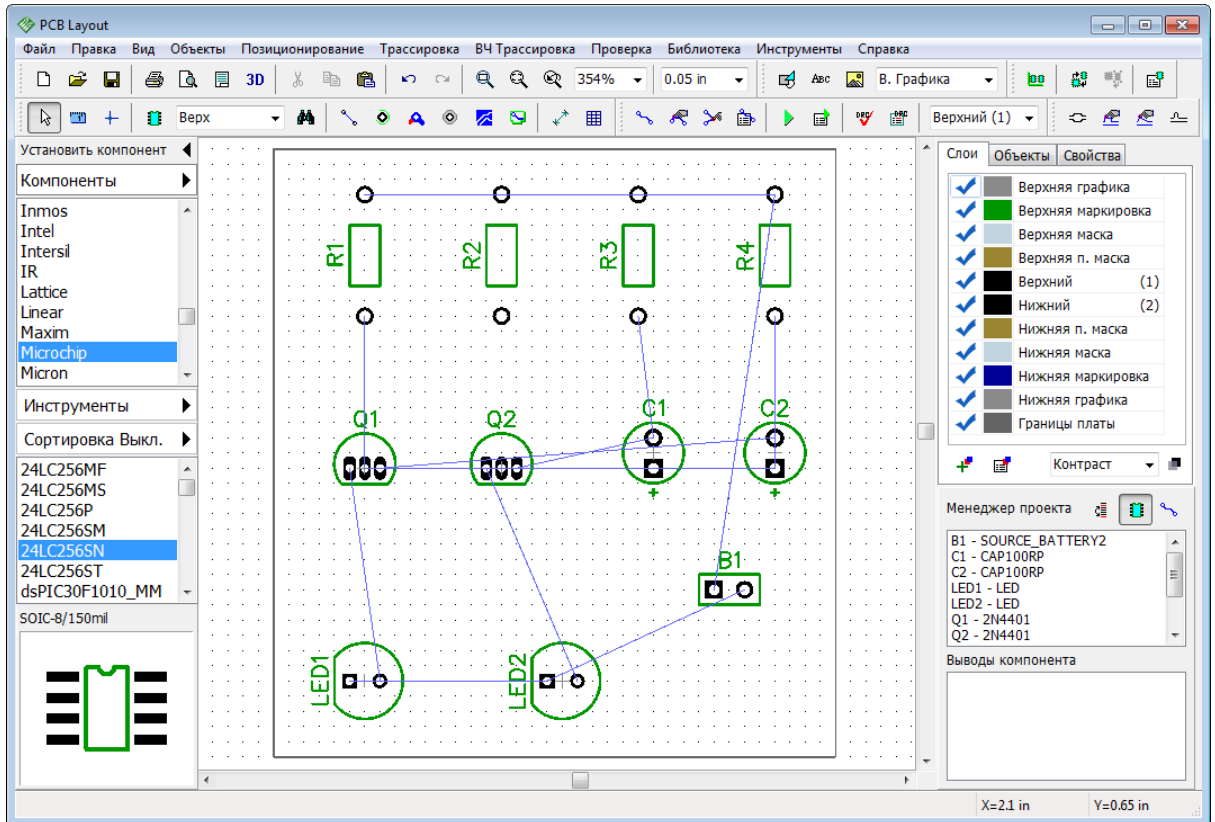 PCB Layout
Файл Правка Вид Объекты Позиционирование Трассировка ВЧ Трассировка Проверка Библиотека Инструменты Справка
3D 354% 0.05 in ABC В. Графика
Верх DRC DRC Верхний (1)
Установить компонент
Компоненты
Inmos
Intel
Intersil
IR
Lattice
Linear
Maxim
Microchip
Micron
Инструменты
Сортировка Выкл.
24LC256MF
24LC256MS
24LC256P
24LC256SM
24LC256SN
24LC256ST
dsPIC30F1010_MM
SOIC-8/150mil
R1 R2 R3 R4
Q1 Q2 C1 C2
+ +
B1
LED1 LED2
Слои Объекты Свойства
Верхняя графика
Верхняя маркировка
Верхняя маска
Верхняя п. маска
Верхний (1)
Нижний (2)
Нижняя п. маска
Нижняя маска
Нижняя маркировка
Нижняя графика
Границы платы
Контраст
Менеджер проекта
B1 - SOURCE_BATTERY2
C1 - CAP100RP
C2 - CAP100RP
LED1 - LED
LED2 - LED
Q1 - 2N4401
Q2 - 2N4401
Выводы компонента
X=2.1 in Y=0.65 in